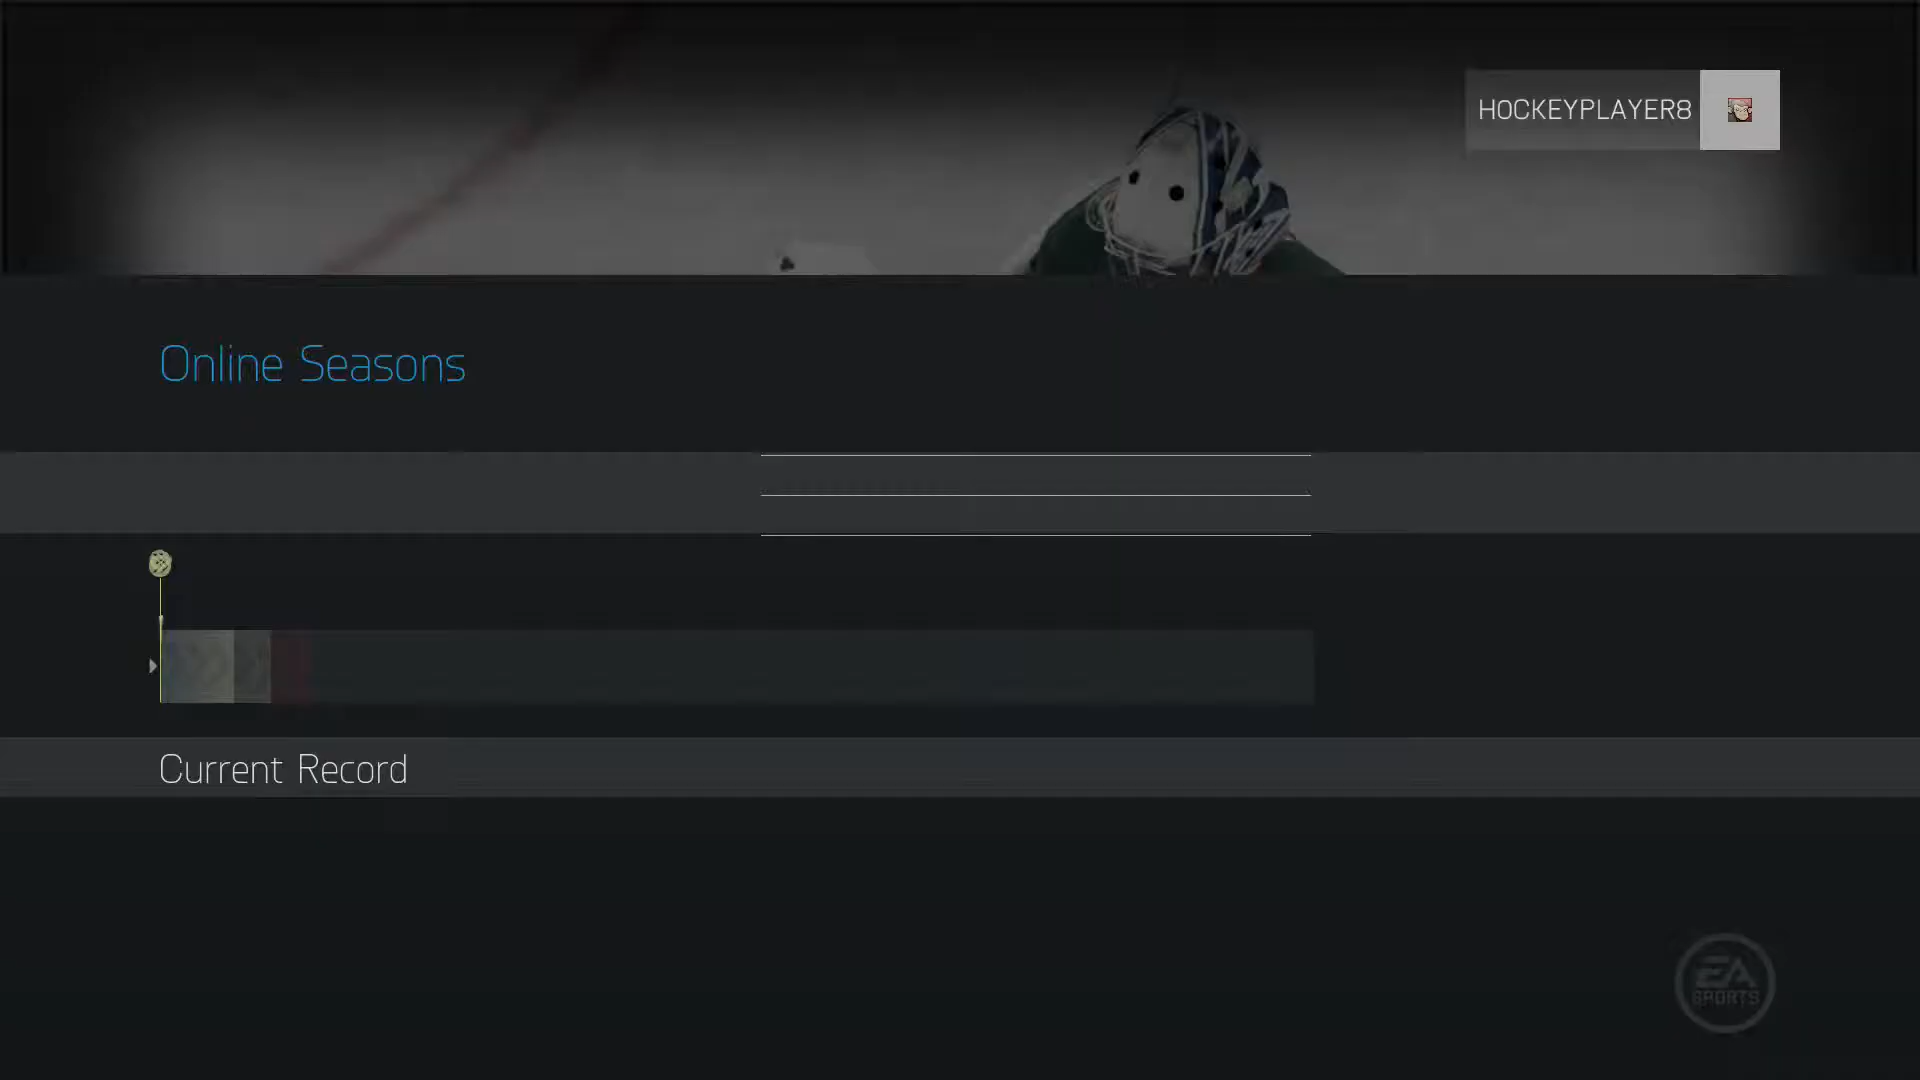 HOCKEYPLAYER8
Online Seasons
Current Record
EA
SPORTS